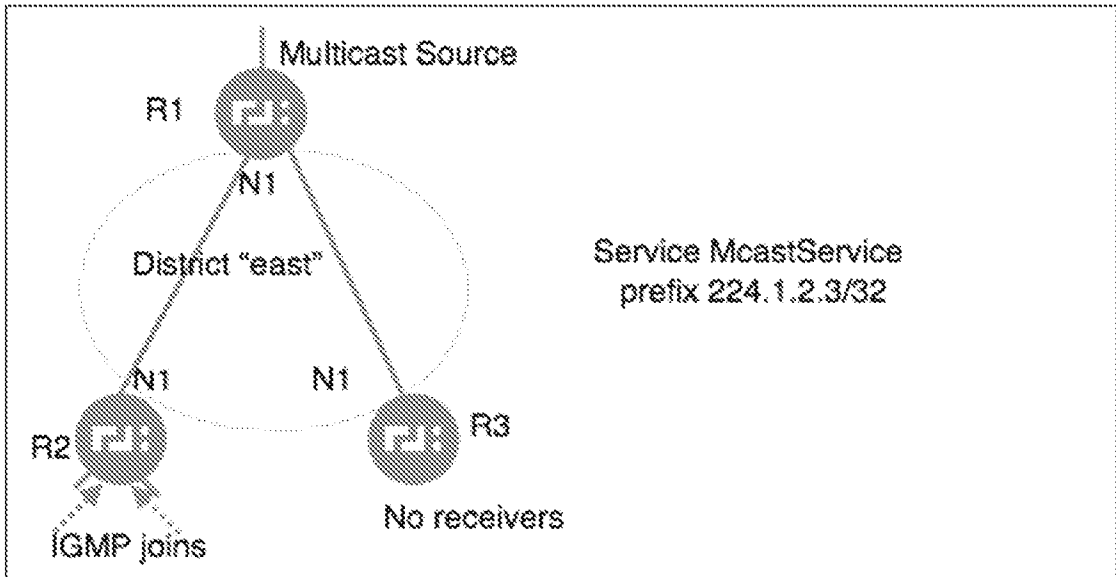 Multicast Source
R1
N1
District "east"
Service McastService
prefix 224.1.2.3/32
N1
N1
R2
R3
No receivers
IGMP joins